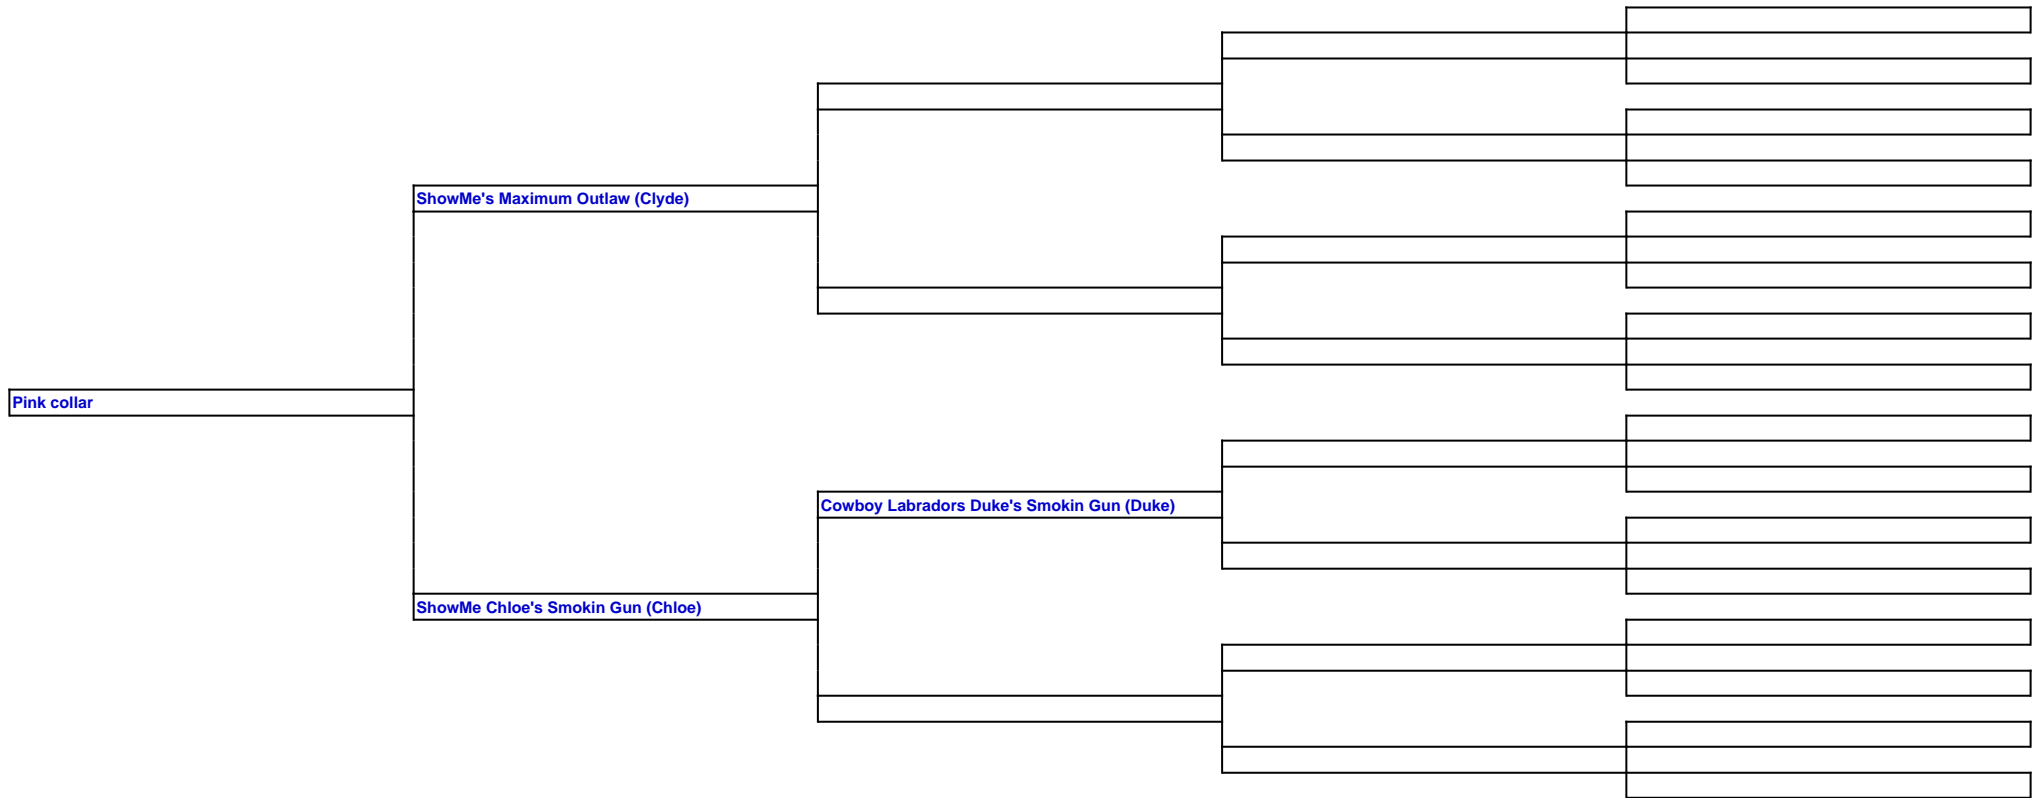 ShowMe's Maximum Outlaw (Clyde)
Pink collar
Cowboy Labradors Duke's Smokin Gun (Duke)
ShowMe Chloe's Smokin Gun (Chloe)